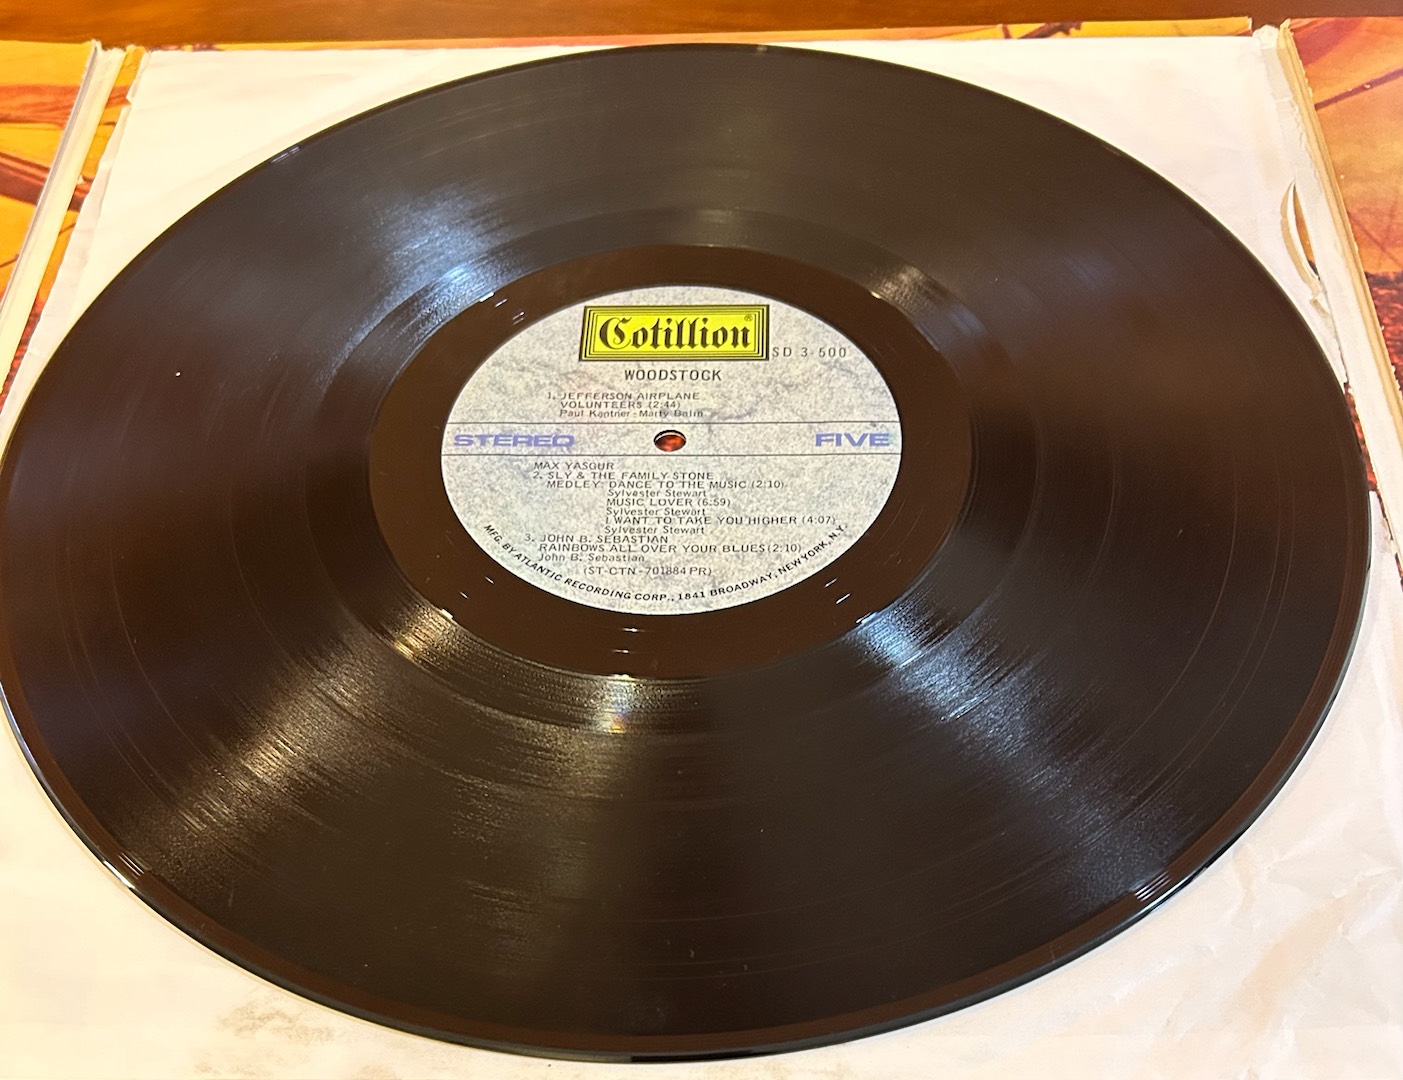 Cotillion®
SD 3-500
WOODSTOCK
1. JEFFERSON AIRPLANE
VOLUNTEERS (2:44)
Paul Kantner-Marty Balin
STEREO FIVE
MAX YASGUR
2. SLY & THE FAMILY STONE
MEDLEY: DANCE TO THE MUSIC (2:10)
Sylvester Stewart
MUSIC LOVER (6:59)
Sylvester Stewart
I WANT TO TAKE YOU HIGHER (4:07)
Sylvester Stewart
3. JOHN B. SEBASTIAN
RAINBOWS ALL OVER YOUR BLUES (2:10)
John B. Sebastian
(ST-CTN-701884 PR)
MFG. BY ATLANTIC RECORDING CORP., 1841 BROADWAY, NEW YORK, N.Y.